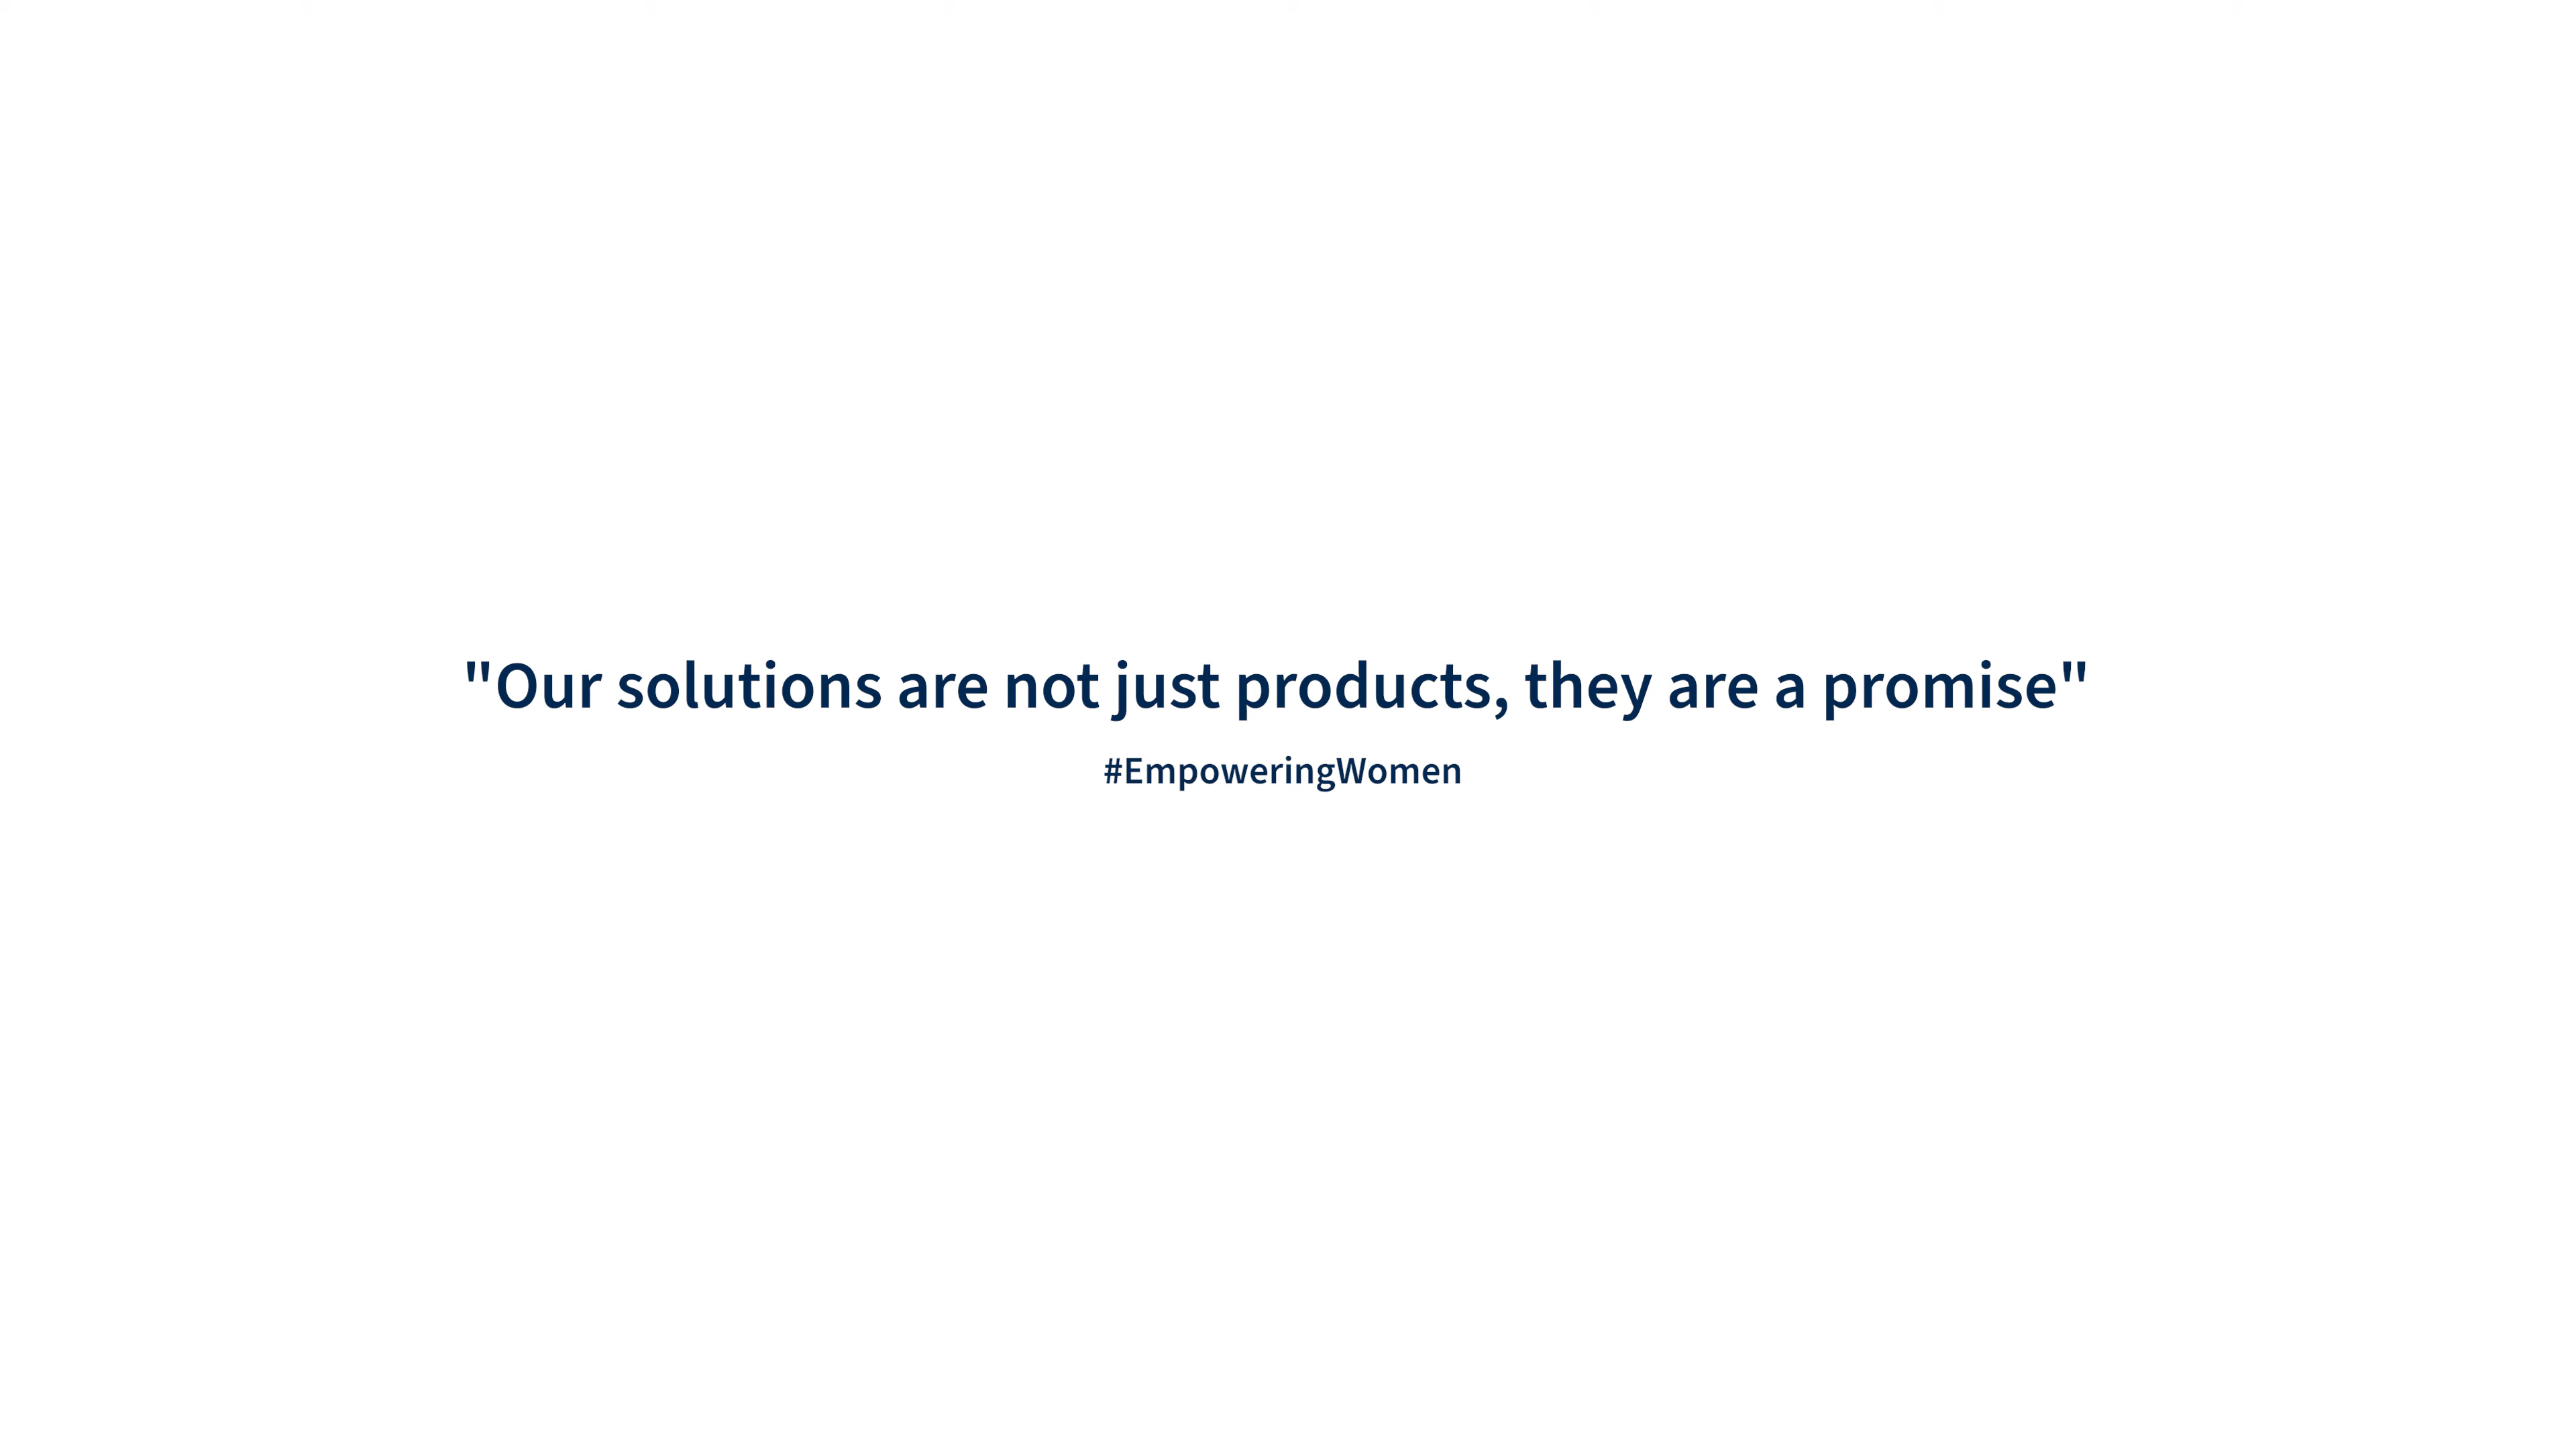 "Our solutions are not just products, they are a promise"
#EmpoweringWomen